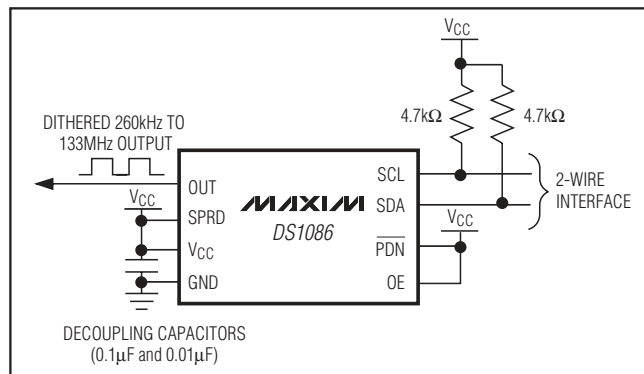 VCC
4.7kΩ
4.7kΩ
DITHERED 260kHz TO
133MHz OUTPUT
OUT
SCL
2-WIRE
INTERFACE
VCC
SPRD
MAXIM
SDA
VCC
DS1086
VCC
PDN
GND
OE
DECOUPLING CAPACITORS
(0.1μF and 0.01μF)